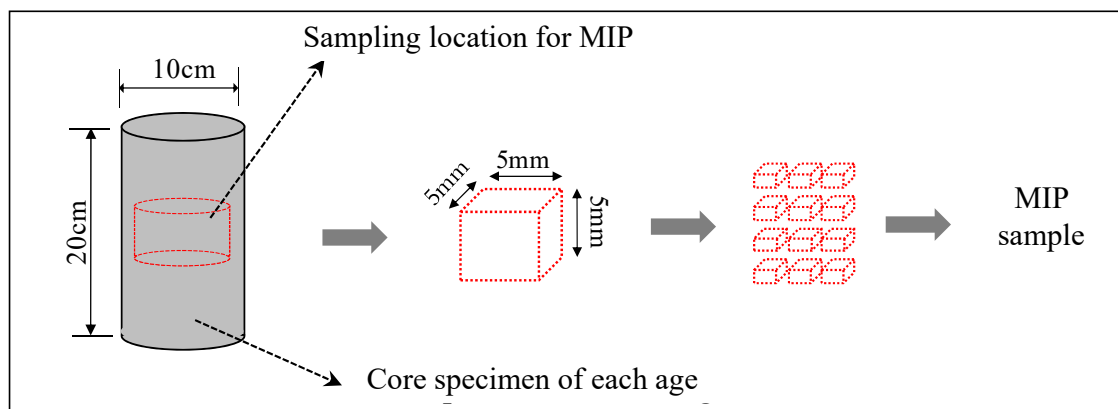 Sampling location for MIP
10cm
20cm
5mm
5mm
5mm
MIP
sample
Core specimen of each age